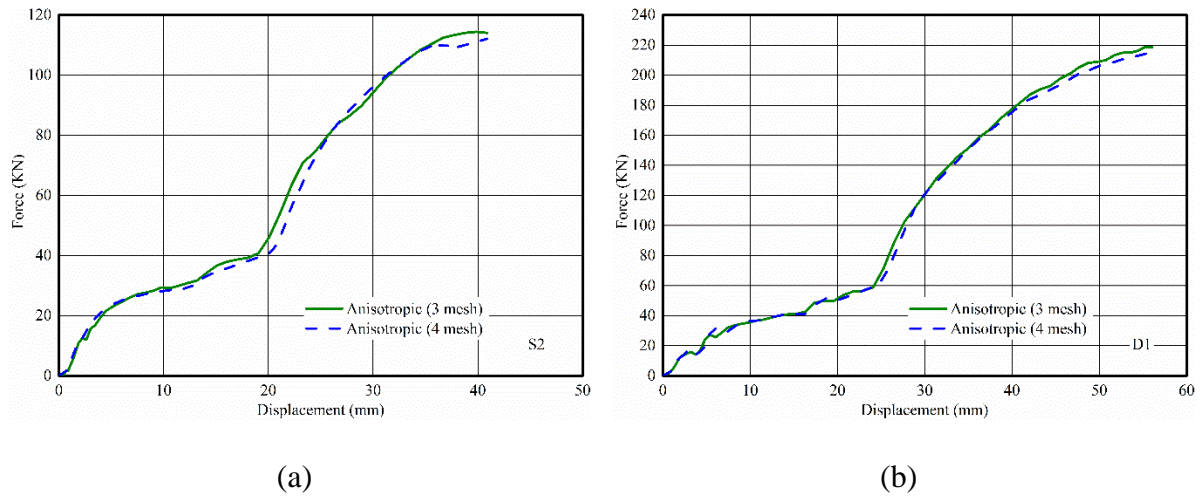 120
100
80
60
40
20
0
Force (KN)
0 10 20 30 40 50
Displacement (mm)
Anisotropic (3 mesh)
Anisotropic (4 mesh)
S2
(a)
240
220
200
180
160
140
120
100
80
60
40
20
0
Force (KN)
0 10 20 30 40 50 60
Displacement (mm)
Anisotropic (3 mesh)
Anisotropic (4 mesh)
D1
(b)